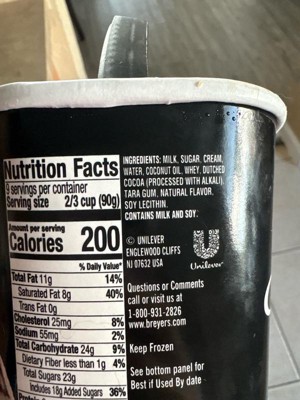 Nutrition Facts
9 servings per container
Serving size 2/3 cup (90g)
Amount per serving
Calories 200
% Daily Value*
Total Fat 11g 14%
Saturated Fat 8g 40%
Trans Fat 0g
Cholesterol 25mg 8%
Sodium 55mg 2%
Total Carbohydrate 24g 9%
Dietary Fiber less than 1g 4%
Total Sugars 23g
Includes 18g Added Sugars 36%
INGREDIENTS: MILK, SUGAR, CREAM,
WATER, COCONUT OIL, WHEY, DUTCHED
COCOA (PROCESSED WITH ALKALI),
TARA GUM, NATURAL FLAVOR,
SOY LECITHIN.
CONTAINS MILK AND SOY.
© UNILEVER
ENGLEWOOD CLIFFS
NJ 07632 USA
Unilever
Questions or Comments
call or visit us at
1-800-931-2826
www.breyers.com
Keep Frozen
See bottom panel for
Best if Used By date